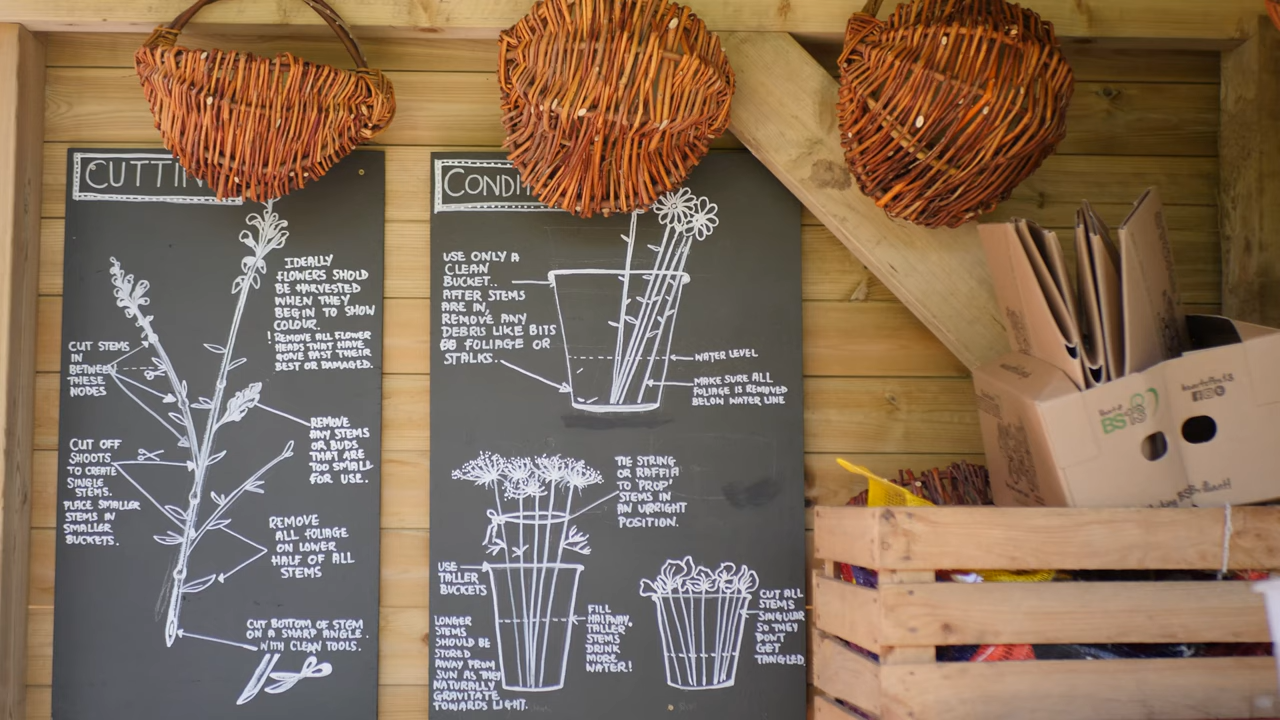 CUTTIN
IDEALLY
FLOWERS SHOLD
BE HARVESTED
WHEN THEY
BEGIN TO SHOW
COLOUR.
! REMOVE ALL FLOWER
HEADS THAT HAVE
GONE PAST THEIR
BEST OR DAMAGED.
CUT STEMS
IN
BETWEEN
THESE
NODES
REMOVE
ANY STEMS
OR BUDS
THAT ARE
TOO SMALL
FOR USE.
CUT OFF
SHOOTS
TO CREATE
SINGLE
STEMS.
PLACE SMALLER
STEMS IN
SMALLER
BUCKETS.
REMOVE
ALL FOLIAGE
ON LOWER
HALF OF ALL
STEMS
CUT BOTTOM OF STEM
ON A SHARP ANGLE.
WITH CLEAN TOOLS.
CONDI
USE ONLY A
CLEAN
BUCKET..
AFTER STEMS
ARE IN,
REMOVE ANY
DEBRIS LIKE BITS
OF FOLIAGE OR
STALKS.
WATER LEVEL
MAKE SURE ALL
FOLIAGE IS REMOVED
BELOW WATER LINE
TIE STRING
OR RAFFIA
TO 'PROP'
STEMS IN
AN UPRIGHT
POSITION.
USE
TALLER
BUCKETS
LONGER
STEMS
SHOULD BE
STORED
AWAY FROM
SUN AS THEY
NATURALLY
GRAVITATE
TOWARDS LIGHT.
FILL
HALFWAY.
TALLER
STEMS
DRINK
MORE
WATER!
CUT ALL
STEMS
SINGULAR
SO THEY
DON'T
GET
TANGLED.
BS13